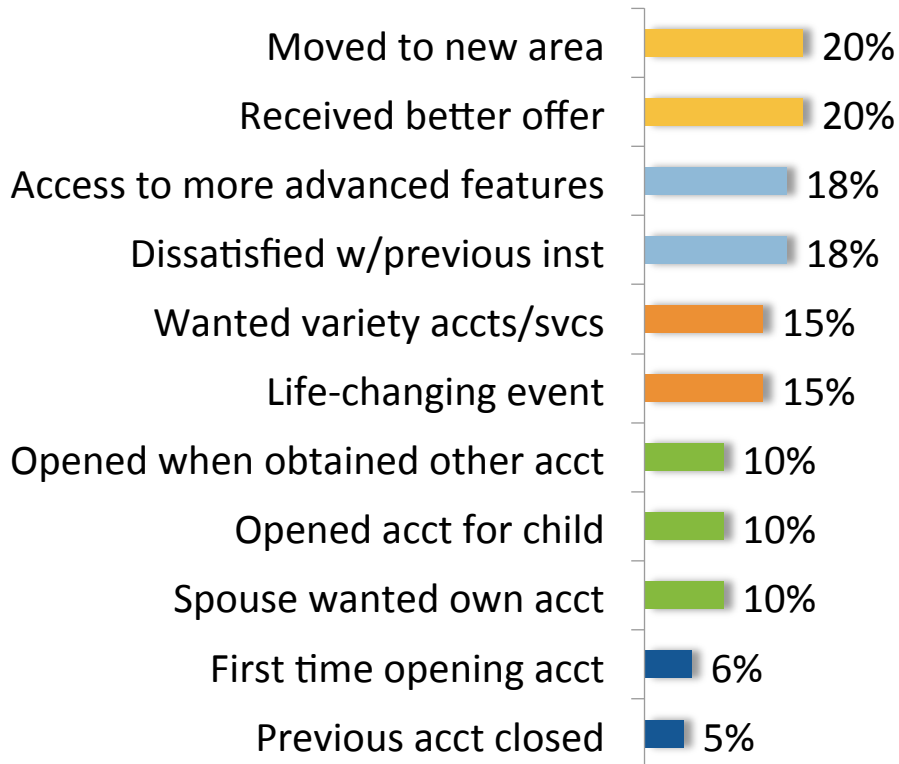 Moved to new area 20%
Received better offer 20%
Access to more advanced features 18%
Dissatisfied w/previous inst 18%
Wanted variety accts/svcs 15%
Life-changing event 15%
Opened when obtained other acct 10%
Opened acct for child 10%
Spouse wanted own acct 10%
First time opening acct 6%
Previous acct closed 5%